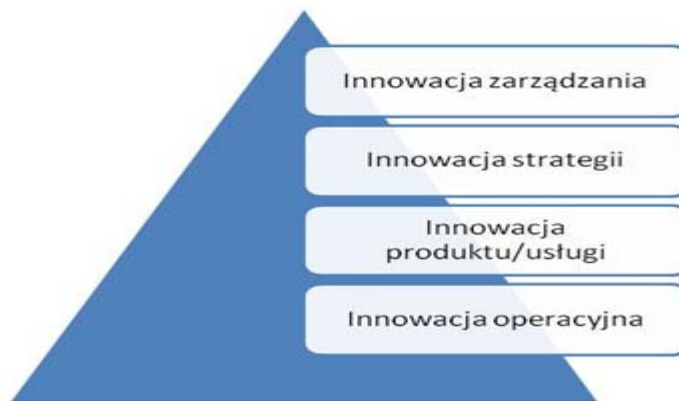 Innowacja zarządzania
Innowacja strategii
Innowacja
produktu/usługi
Innowacja operacyjna